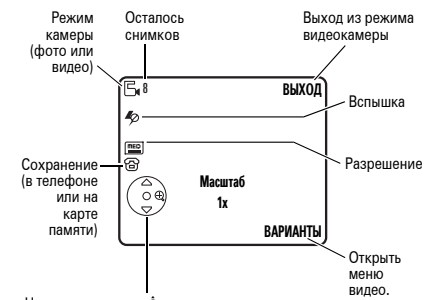 Режим
камеры
(фото или
видео)
Осталось
снимков
Выход из режима
видеокамеры
8
ВЫХОД
Вспышка
MED
Разрешение
Сохранение
(в телефоне
или на
карте
памяти)
Масштаб
1x
ВАРИАНТЫ
Открыть
меню
видео.